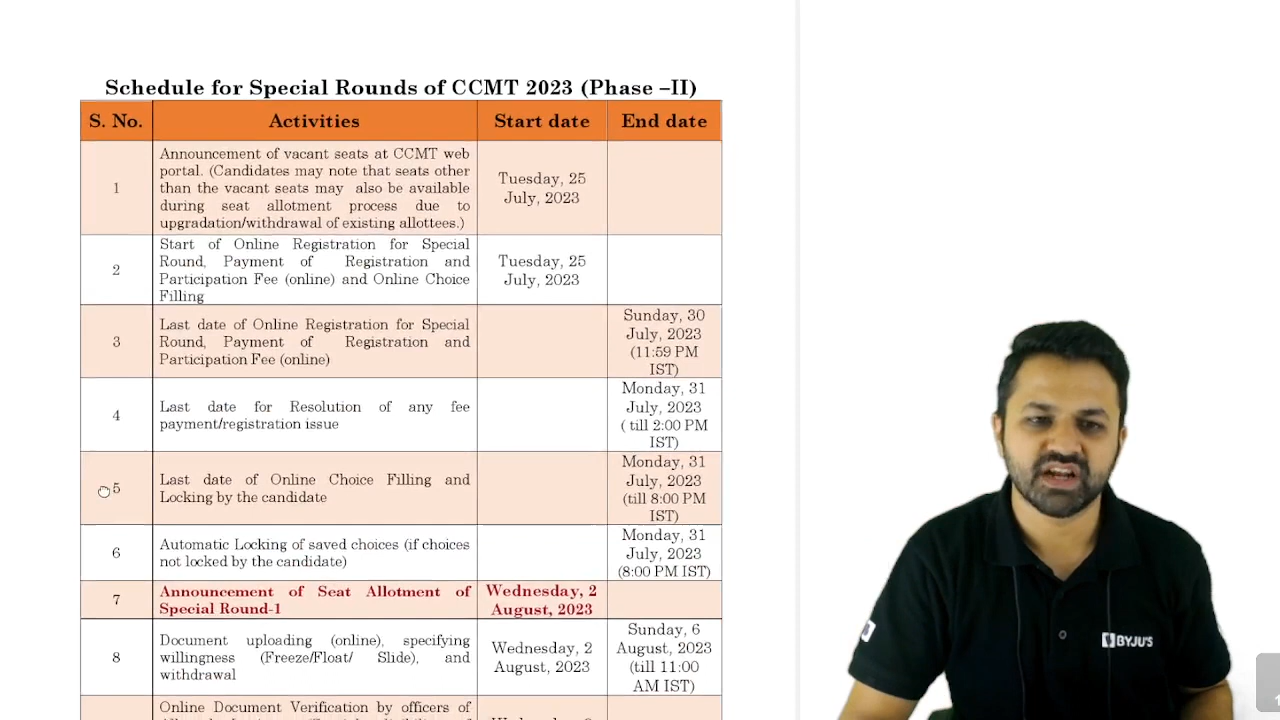 Schedule for Special Rounds of CCMT 2023 (Phase –II)
S. No.
Activities
Start date
End date
1
Announcement of vacant seats at CCMT web
portal. (Candidates may note that seats other
than the vacant seats may also be available
during seat allotment process due to
upgradation/withdrawal of existing allottees.)
Tuesday, 25
July, 2023
2
Start of Online Registration for Special
Round, Payment of Registration and
Participation Fee (online) and Online Choice
Filling
Tuesday, 25
July, 2023
3
Last date of Online Registration for Special
Round, Payment of Registration and
Participation Fee (online)
Sunday, 30
July, 2023
(11:59 PM
IST)
4
Last date for Resolution of any fee
payment/registration issue
Monday, 31
July, 2023
( till 2:00 PM
IST)
5
Last date of Online Choice Filling and
Locking by the candidate
Monday, 31
July, 2023
(till 8:00 PM
IST)
6
Automatic Locking of saved choices (if choices
not locked by the candidate)
Monday, 31
July, 2023
(8:00 PM IST)
7
Announcement of Seat Allotment of
Special Round-1
Wednesday, 2
August, 2023
8
Document uploading (online), specifying
willingness (Freeze/Float/ Slide), and
withdrawal
Wednesday, 2
August, 2023
Sunday, 6
August, 2023
(till 11:00
AM IST)
Online Document Verification by officers of
BYJU'S